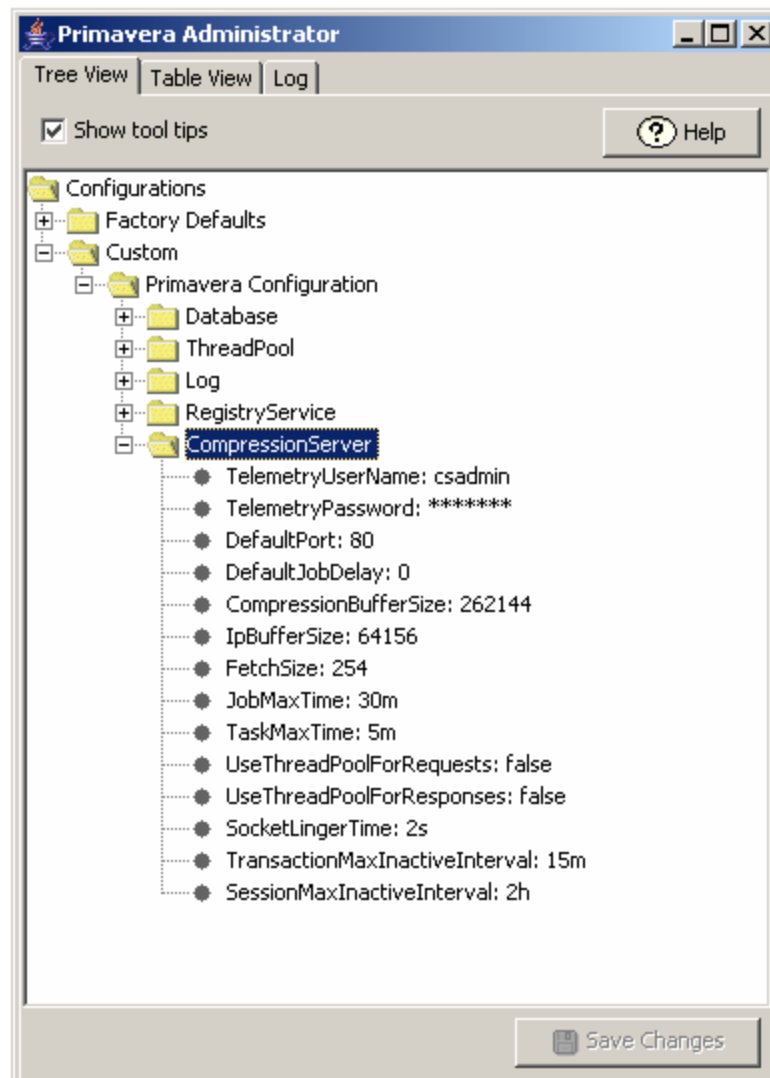 Primavera Administrator
Tree View Table View Log
Show tool tips
? Help
Configurations
Factory Defaults
Custom
Primavera Configuration
Database
ThreadPool
Log
RegistryService
CompressionServer
TelemetryUserName: csadmin
TelemetryPassword: *******
DefaultPort: 80
DefaultJobDelay: 0
CompressionBufferSize: 262144
IpBufferSize: 64156
FetchSize: 254
JobMaxTime: 30m
TaskMaxTime: 5m
UseThreadPoolForRequests: false
UseThreadPoolForResponses: false
SocketLingerTime: 2s
TransactionMaxInactiveInterval: 15m
SessionMaxInactiveInterval: 2h
Save Changes